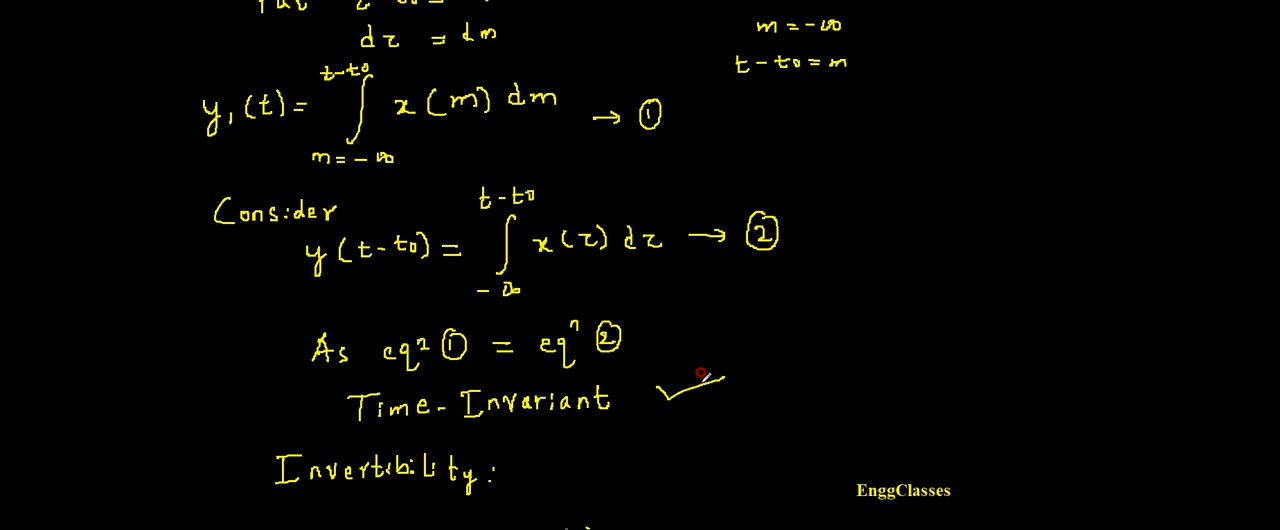 dτ = dm
m = -∞
t - t0 = m
y1(t) = ∫_{m=-∞}^{t-t0} x(m) dm → ①
Consider
y(t-t0) = ∫_{-∞}^{t-t0} x(τ) dτ → ②
As eqn ① = eqn ②
Time-Invariant ✓
Invertibility:
EnggClasses